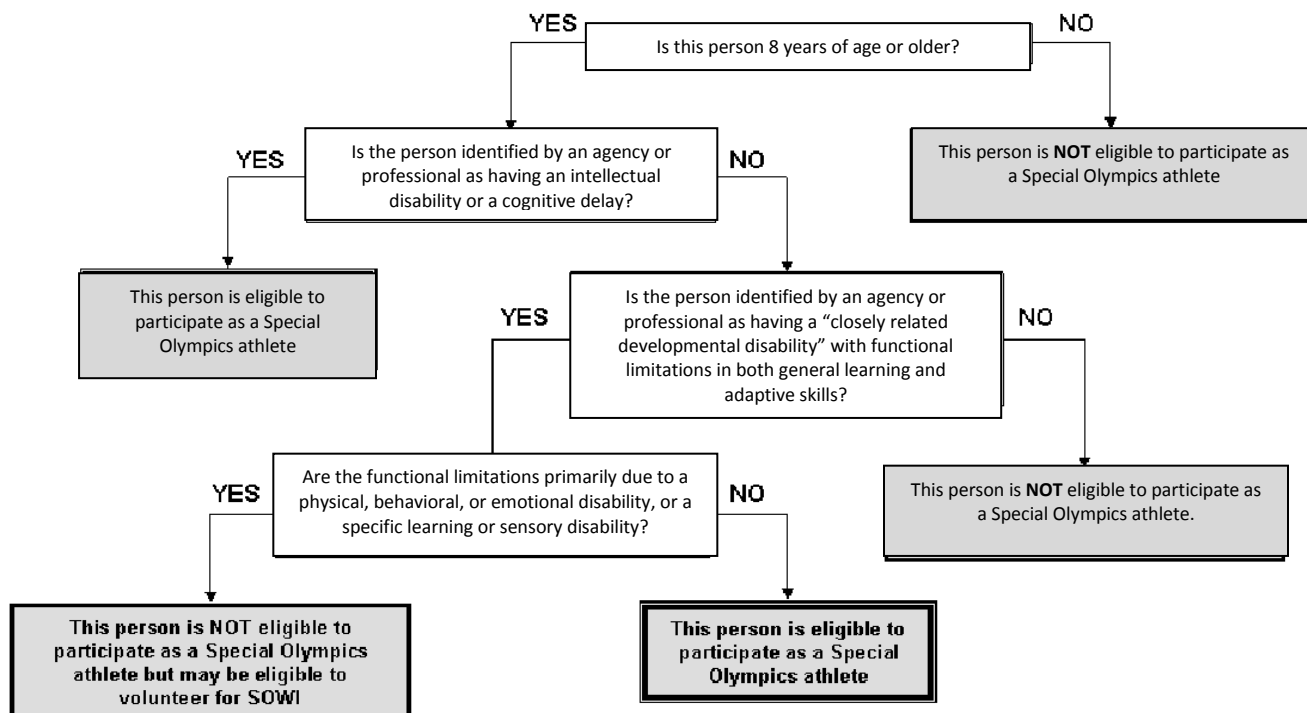 YES
NO
Is this person 8 years of age or older?
YES
NO
Is the person identified by an agency or
professional as having an intellectual
disability or a cognitive delay?
This person is NOT eligible to participate as
a Special Olympics athlete
This person is eligible to
participate as a Special
Olympics athlete
YES
NO
Is the person identified by an agency or
professional as having a “closely related
developmental disability” with functional
limitations in both general learning and
adaptive skills?
YES
NO
Are the functional limitations primarily due to a
physical, behavioral, or emotional disability, or a
specific learning or sensory disability?
This person is NOT eligible to participate as
a Special Olympics athlete.
This person is NOT eligible to
participate as a Special Olympics
athlete but may be eligible to
volunteer for SOWI
This person is eligible to
participate as a Special
Olympics athlete